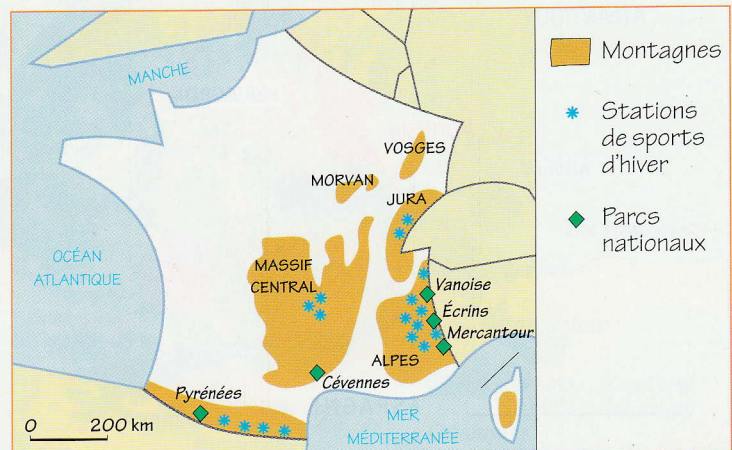 MANCHE
VOSGES
MORVAN
JURA
OCÉAN
ATLANTIQUE
MASSIF
CENTRAL
Vanoise
Écrins
Mercantour
ALPES
Cévennes
Pyrénées
MER
MÉDITERRANÉE
0 200 km
Montagnes
Stations
de sports
d'hiver
Parcs
nationaux